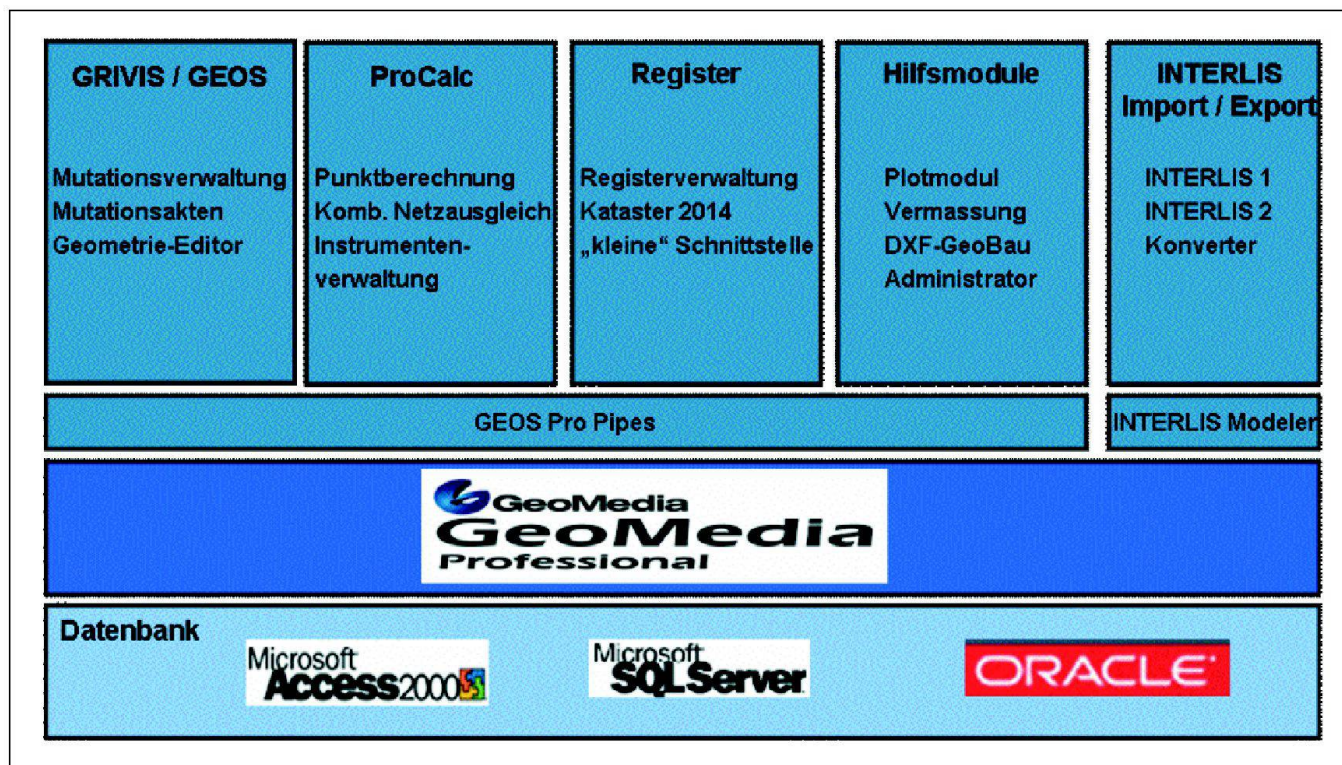 GRIVIS / GEOS
Mutationsverwaltung
Mutationsakten
Geometrie-Editor
ProCalc
Punktberechnung
Komb. Netzausgleich
Instrumenten-
verwaltung
Register
Registerverwaltung
Kataster 2014
„kleine“ Schnittstelle
Hilfsmodule
Plotmodul
Vermassung
DXF-GeoBau
Administrator
INTERLIS
Import / Export
INTERLIS 1
INTERLIS 2
Konverter
GEOS Pro Pipes
INTERLIS Modeler
GeoMedia
GeoMedia
Professional
Datenbank
Microsoft
Access2000
Microsoft
SQL Server
ORACLE